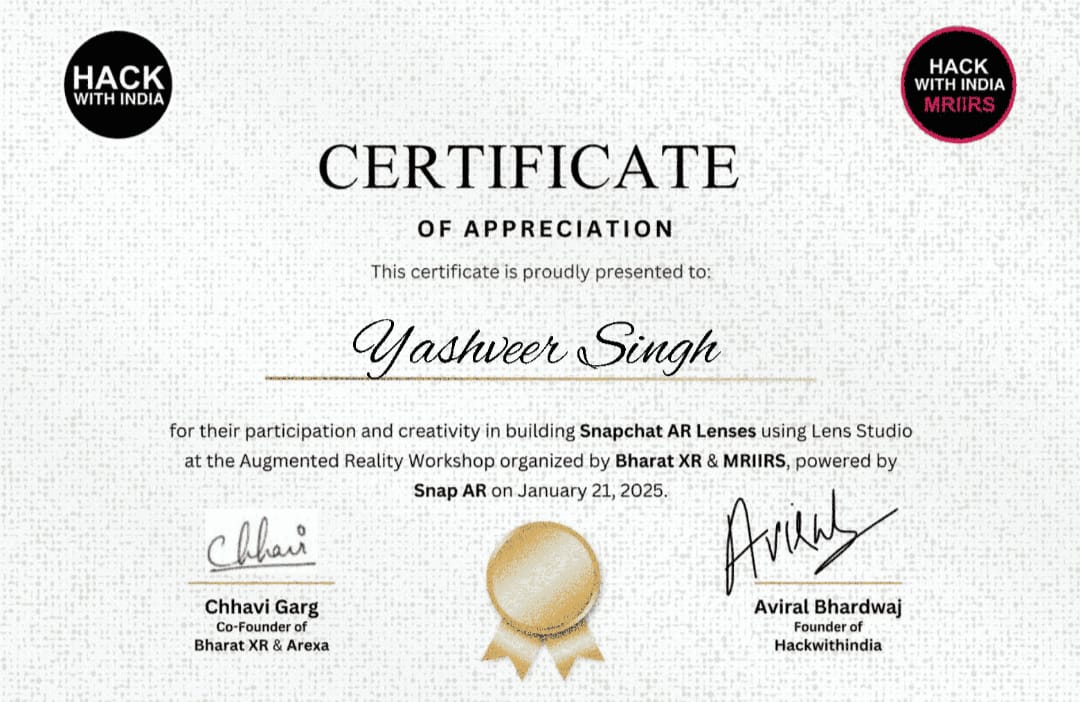 HACK
WITH INDIA
HACK
WITH INDIA
MRIIRS
CERTIFICATE
OF APPRECIATION
This certificate is proudly presented to:
Yashveer Singh
for their participation and creativity in building Snapchat AR Lenses using Lens Studio
at the Augmented Reality Workshop organized by Bharat XR & MRIIRS, powered by
Snap AR on January 21, 2025.
Chhavi
Aviral
Chhavi Garg
Co-Founder of
Bharat XR & Arexa
Aviral Bhardwaj
Founder of
Hackwithindia